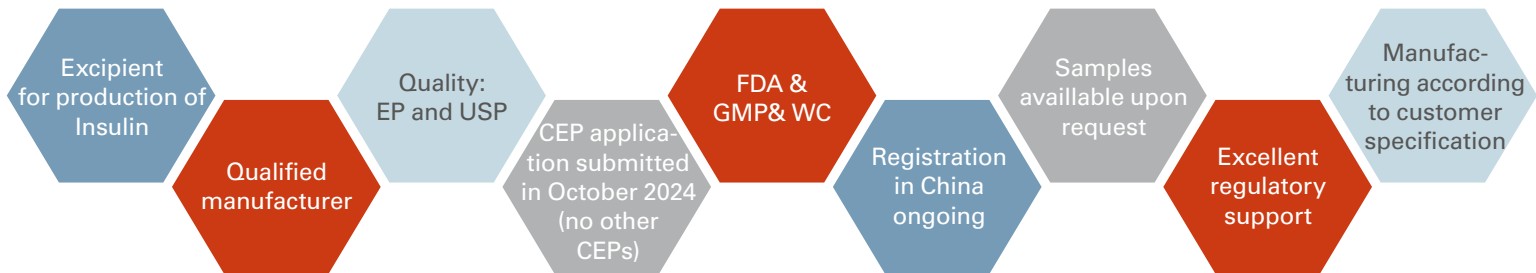 Excipient
for production of
Insulin
Qualified
manufacturer
Quality:
EP and USP
CEP applica-
tion submitted
in October 2024
(no other
CEPs)
FDA &
GMP& WC
Registration
in China
ongoing
Samples
availlable upon
request
Excellent
regulatory
support
Manufac-
turing according
to customer
specification